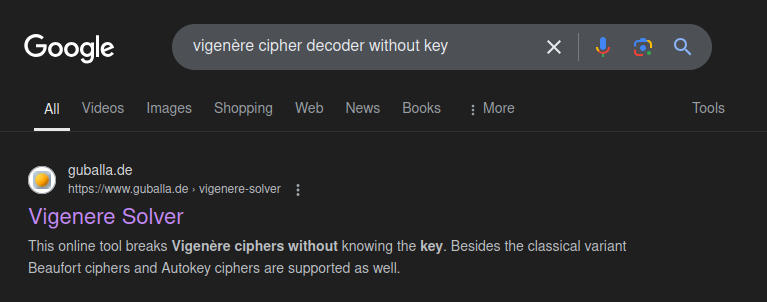 Google
vigenère cipher decoder without key
All Videos Images Shopping Web News Books More Tools
guballa.de
https://www.guballa.de › vigenere-solver
Vigenere Solver
This online tool breaks Vigenère ciphers without knowing the key. Besides the classical variant
Beaufort ciphers and Autokey ciphers are supported as well.